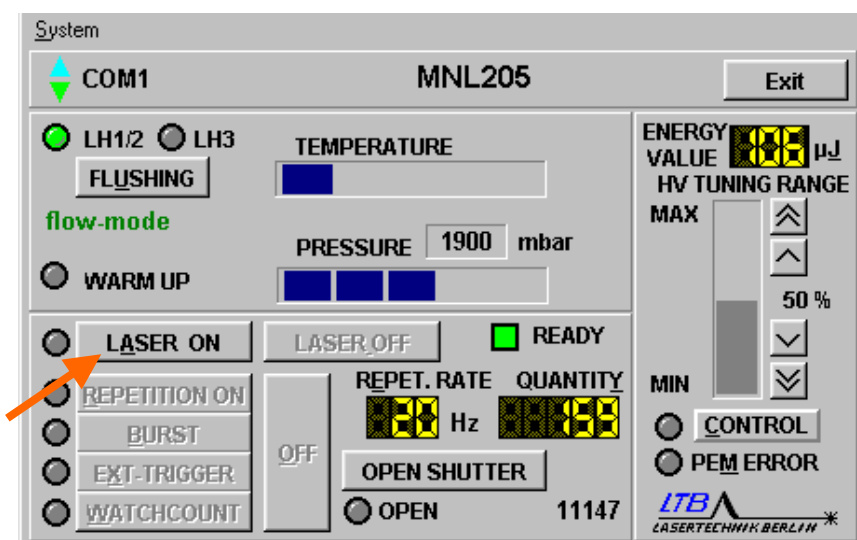 System
COM1 MNL205 Exit
LH1/2 LH3 TEMPERATURE
FLUSHING
flow-mode
PRESSURE 1900 mbar
WARM UP
ENERGY
VALUE µJ
HV TUNING RANGE
MAX
50 %
MIN
CONTROL
PEM ERROR
LASER ON LASER OFF READY
REPETITION ON REPET. RATE QUANTITY
20 Hz
BURST
OFF
EXT-TRIGGER OPEN SHUTTER
WATCHCOUNT OPEN 11147
LTB
LASERTECHNIK BERLIN